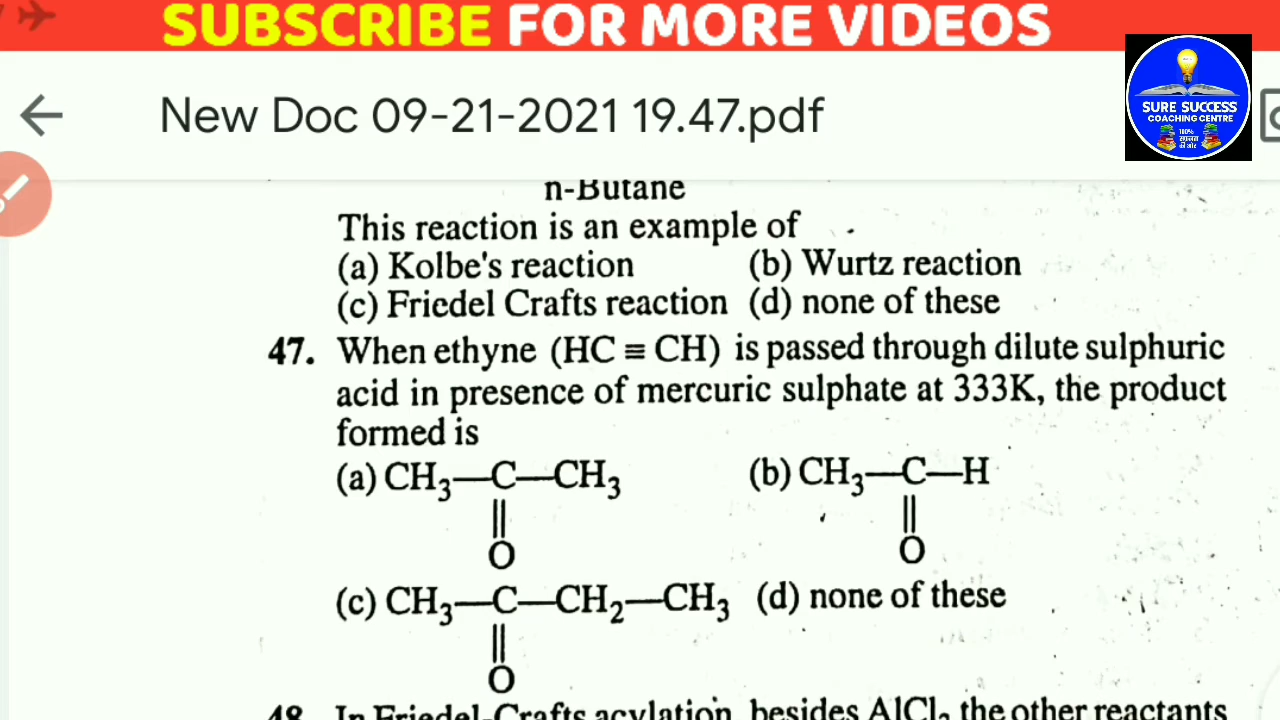 SUBSCRIBE FOR MORE VIDEOS
New Doc 09-21-2021 19.47.pdf
SURE SUCCESS
COACHING CENTRE
100%
सफलता
की ओर
n-Butane
This reaction is an example of
(a) Kolbe's reaction (b) Wurtz reaction
(c) Friedel Crafts reaction (d) none of these
47. When ethyne (HC ≡ CH) is passed through dilute sulphuric
acid in presence of mercuric sulphate at 333K, the product
formed is
(a) CH₃—C—CH₃ (b) CH₃—C—H
|| ||
O O
(c) CH₃—C—CH₂—CH₃ (d) none of these
||
O
48. In Friedel-Crafts acylation, besides AlCl₃ the other reactants